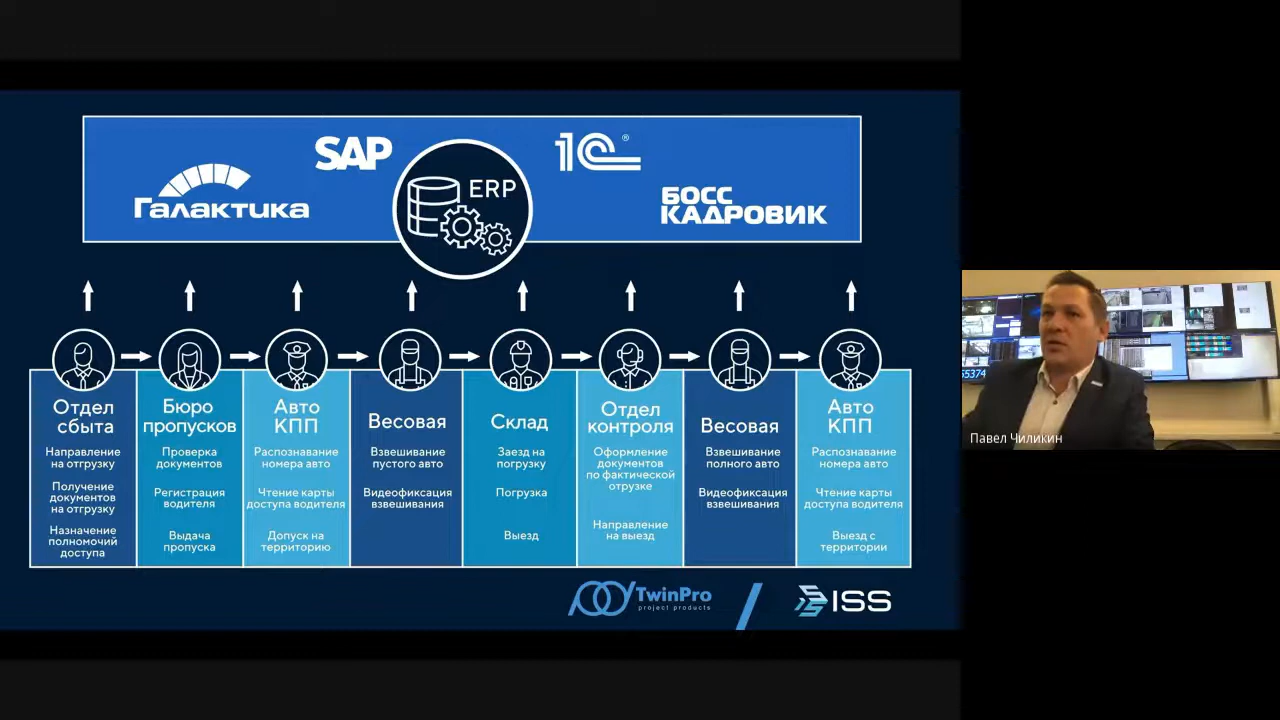 SAP
1С®
ERP
Галактика
БОСС
КАДРОВИК
Отдел
сбыта
Направление
на отгрузку
Получение
документов
на отгрузку
Назначение
полномочий
доступа
Бюро
пропусков
Проверка
документов
Регистрация
водителя
Выдача
пропуска
Авто
КПП
Распознавание
номера авто
Чтение карты
доступа водителя
Допуск на
территорию
Весовая
Взвешивание
пустого авто
Видеофиксация
взвешивания
Склад
Заезд на
погрузку
Погрузка
Выезд
Отдел
контроля
Оформление
документов
по фактической
отрузке
Направление
на выезд
Весовая
Взвешивание
полного авто
Видеофиксация
взвешивания
Авто
КПП
Распознавание
номера авто
Чтение карты
доступа водителя
Выезд с
территории
TwinPro
project products
ISS
55374
Павел Чиликин